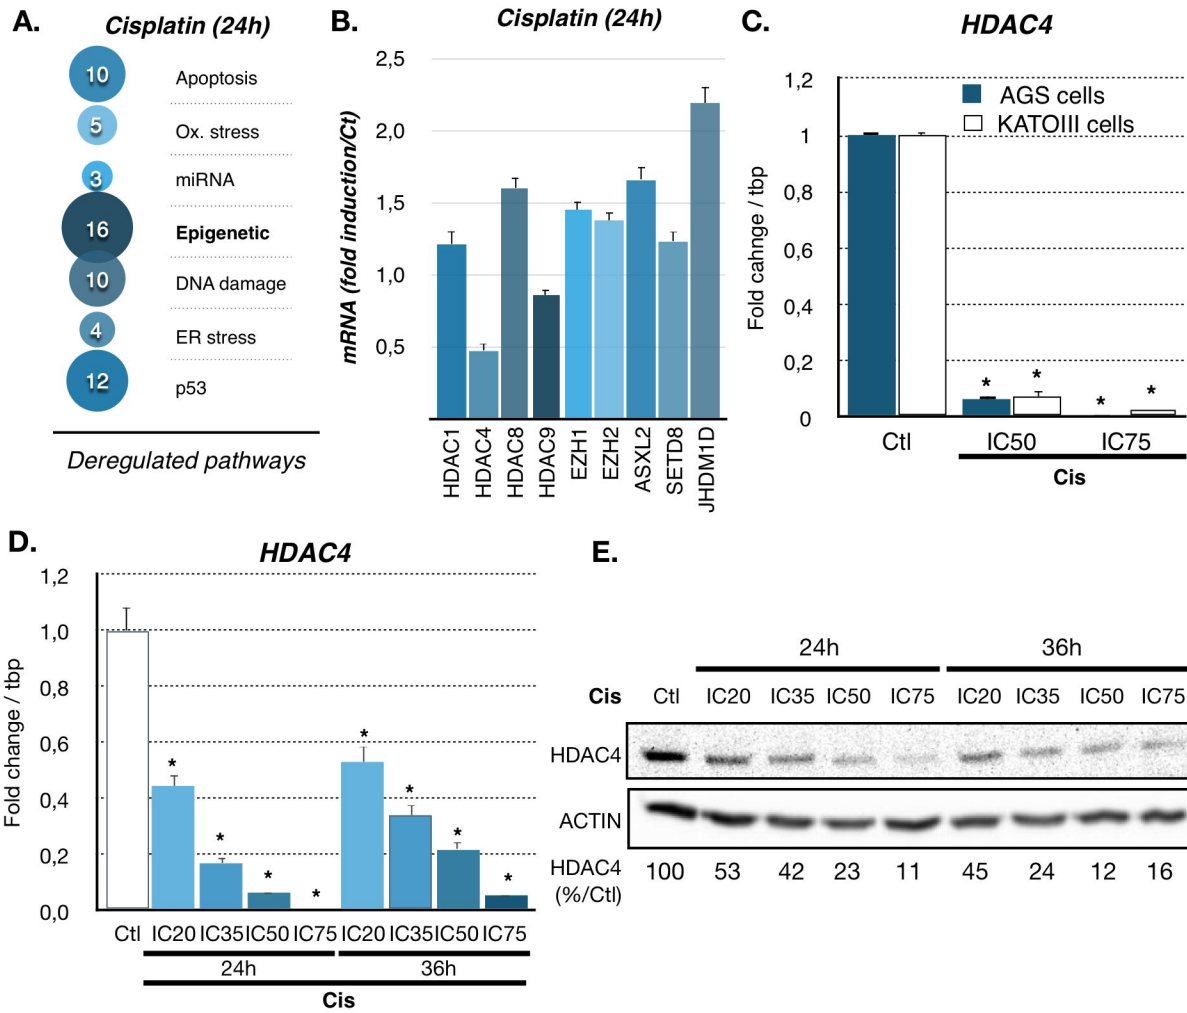 A.
Cisplatin (24h)
10 Apoptosis
5 Ox. stress
3 miRNA
16 Epigenetic
10 DNA damage
4 ER stress
12 p53
Deregulated pathways
B.
Cisplatin (24h)
mRNA (fold induction/Ct)
2,5
2,0
1,5
1,0
0,5
HDAC1
HDAC4
HDAC8
HDAC9
EZH1
EZH2
ASXL2
SETD8
JHDM1D
C.
HDAC4
Fold cahnge / tbp
1,2
1
0,8
0,6
0,4
0,2
0
AGS cells
KATOIII cells
* * * *
Ctl IC50 IC75
Cis
D.
HDAC4
Fold change / tbp
1,2
1,0
0,8
0,6
0,4
0,2
0,0
* * * * * * * *
Ctl IC20 IC35 IC50 IC75 IC20 IC35 IC50 IC75
24h 36h
Cis
E.
24h 36h
Cis Ctl IC20 IC35 IC50 IC75 IC20 IC35 IC50 IC75
HDAC4
ACTIN
HDAC4 100 53 42 23 11 45 24 12 16
(%/Ctl)